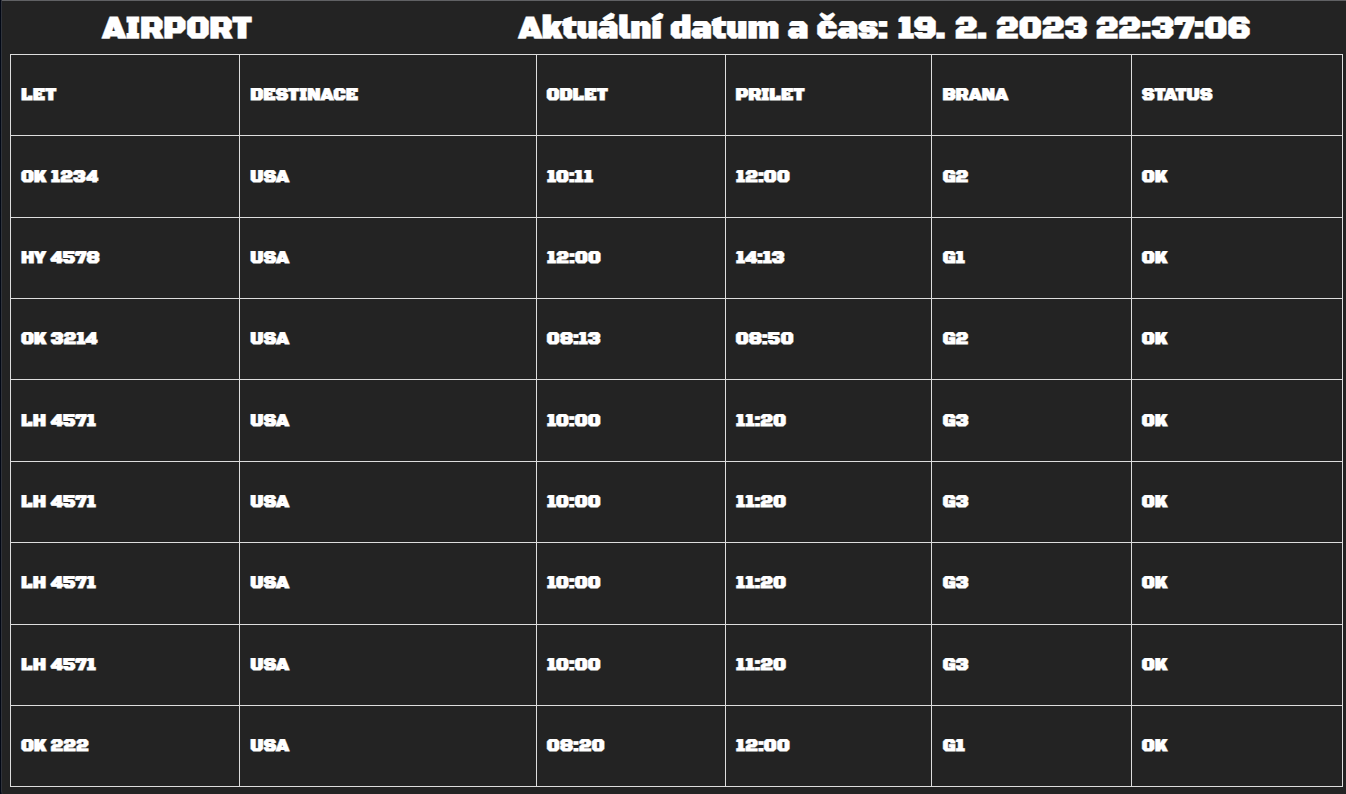 AIRPORT Aktuální datum a čas: 19. 2. 2023 22:37:06
LET DESTINACE ODLET PRILET BRANA STATUS
OK 1234 USA 10:11 12:00 G2 OK
HY 4578 USA 12:00 14:13 G1 OK
OK 3214 USA 08:13 08:50 G2 OK
LH 4571 USA 10:00 11:20 G3 OK
LH 4571 USA 10:00 11:20 G3 OK
LH 4571 USA 10:00 11:20 G3 OK
LH 4571 USA 10:00 11:20 G3 OK
OK 222 USA 08:20 12:00 G1 OK